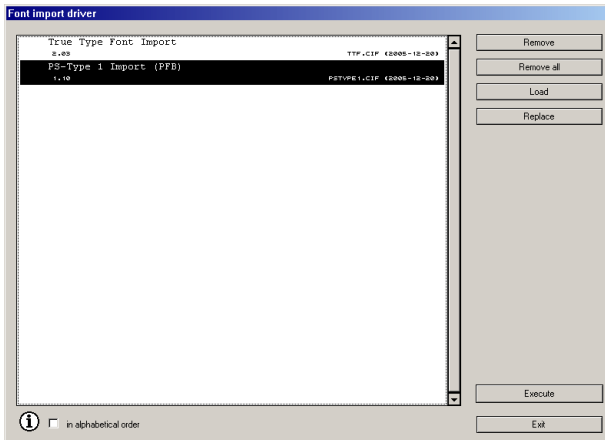 Font import driver
True Type Font Import
2.03 TTF.CIF (2005-12-20)
PS-Type 1 Import (PFB)
1.10 PSTYPE1.CIF (2005-12-20)
Remove
Remove all
Load
Replace
Execute
in alphabetical order
Exit